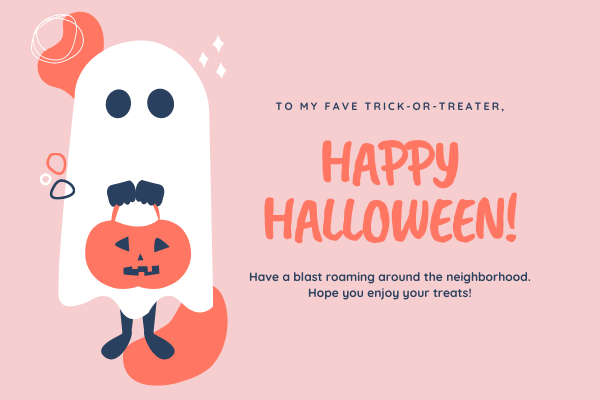 TO MY FAVE TRICK-OR-TREATER,
HAPPY
HALLOWEEN!
Have a blast roaming around the neighborhood.
Hope you enjoy your treats!